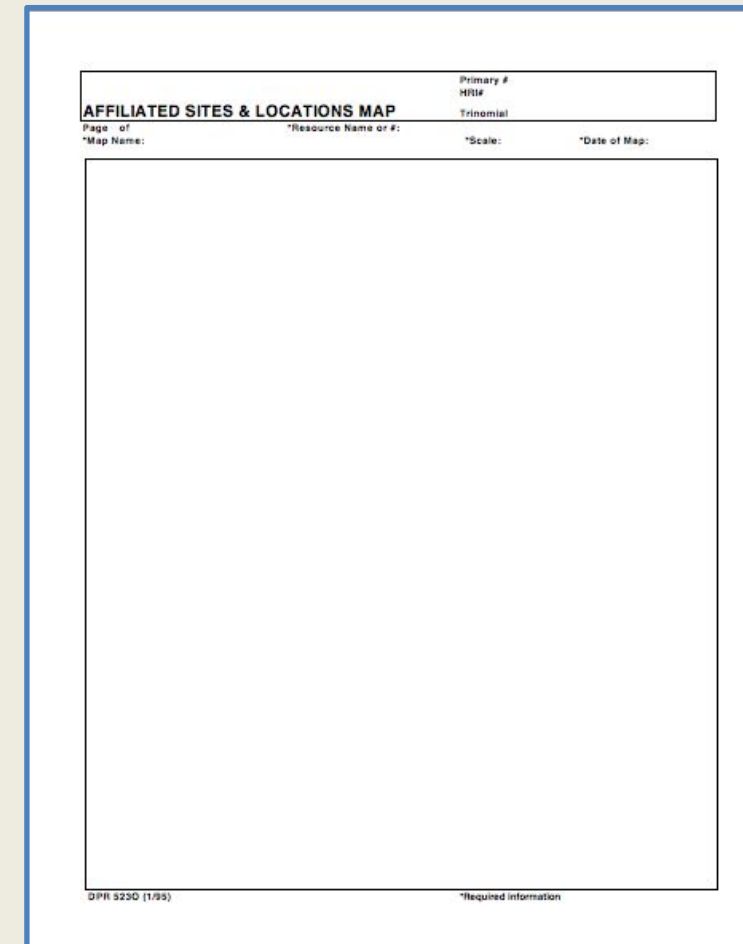 Primary #
HRI#
AFFILIATED SITES & LOCATIONS MAP Trinomial
Page of *Resource Name or #:
*Map Name: *Scale: *Date of Map:
DPR 523O (1/95) *Required information